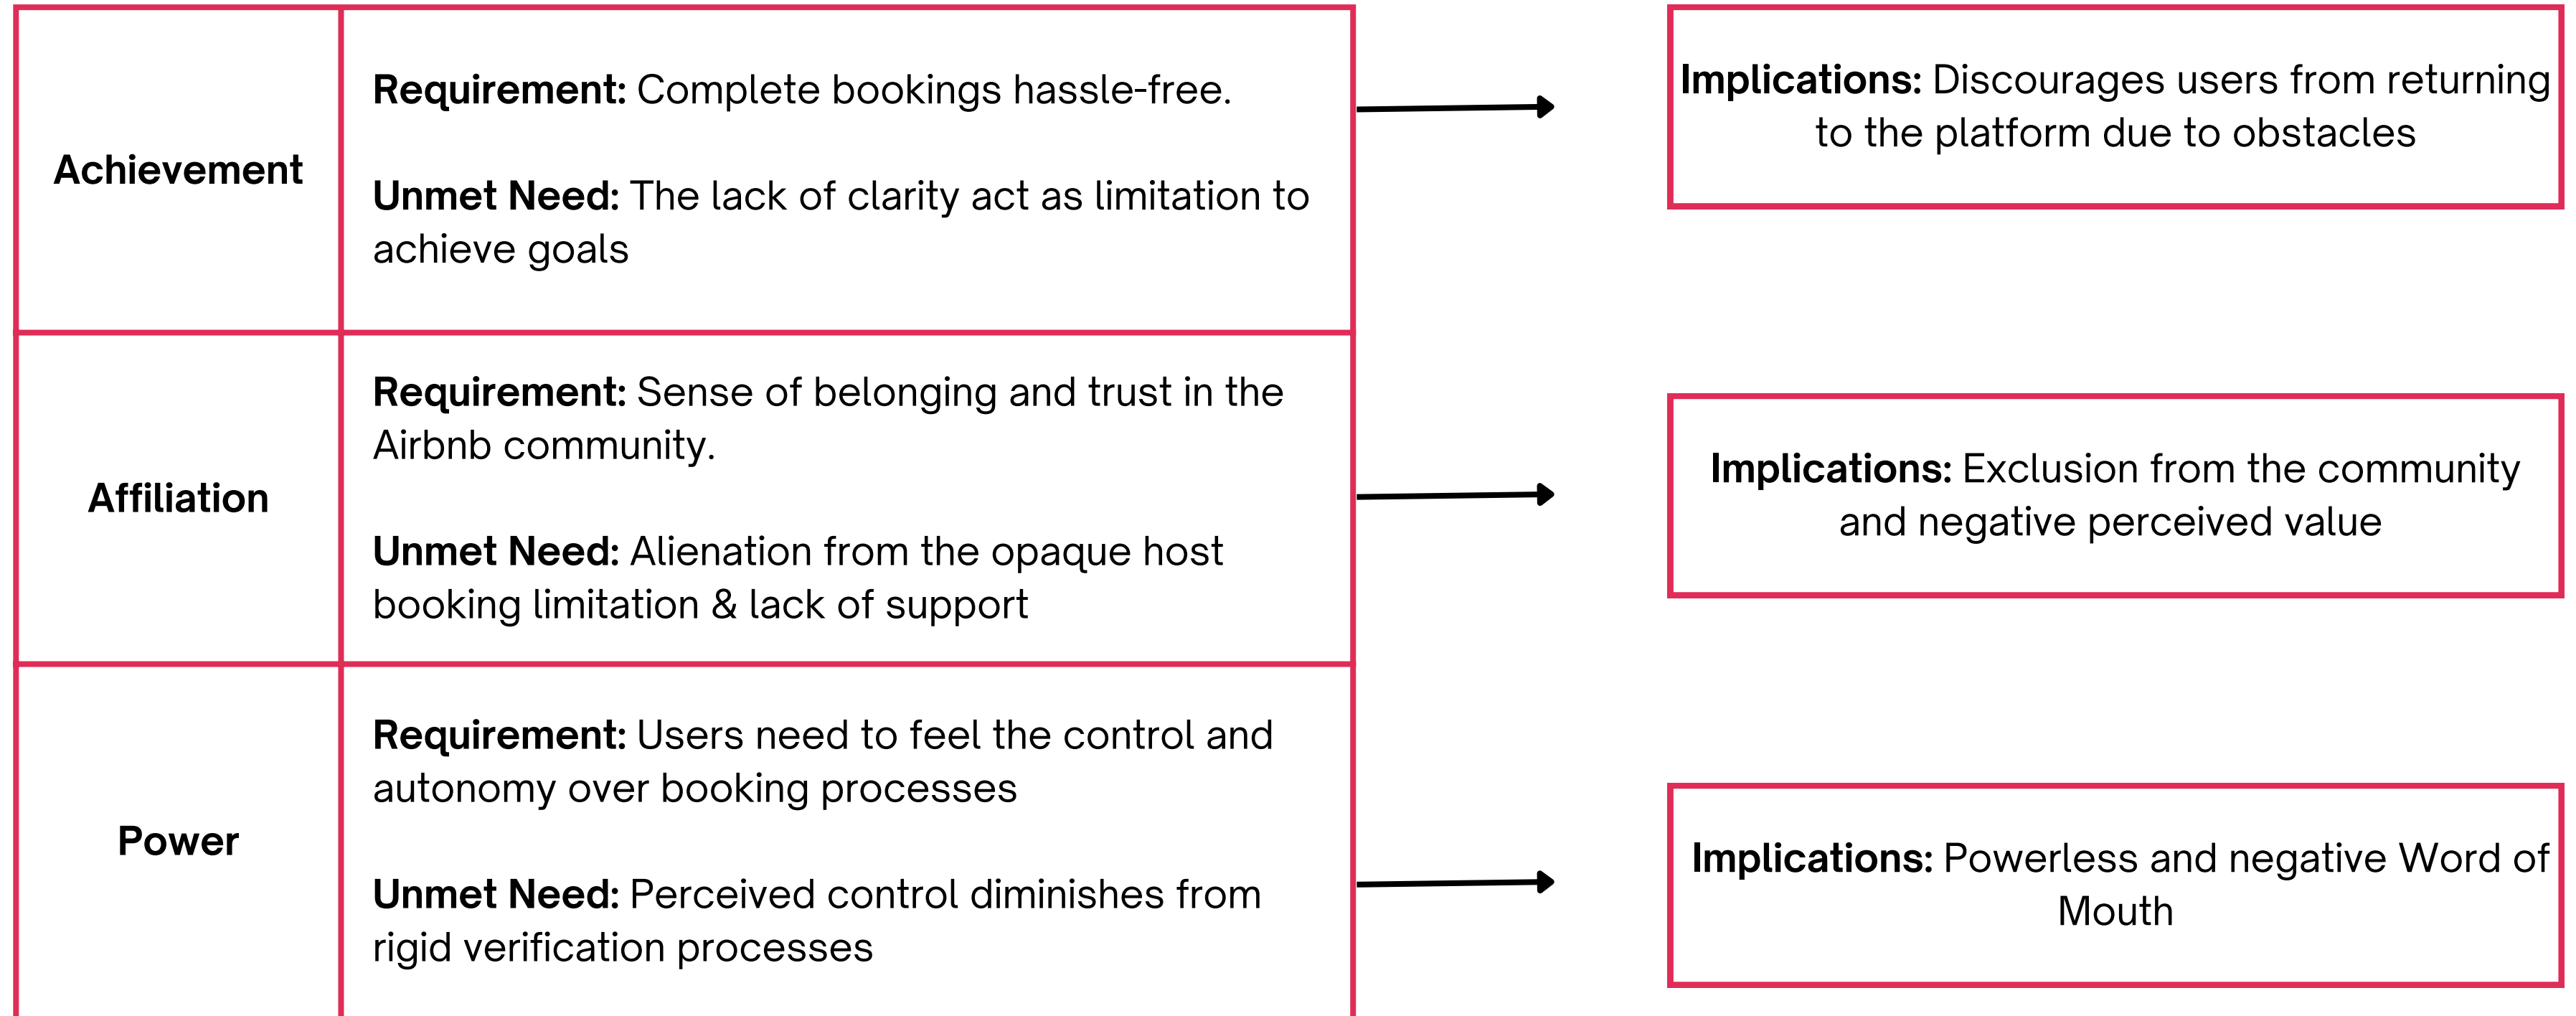 Achievement
Requirement: Complete bookings hassle-free.
Unmet Need: The lack of clarity act as limitation to
achieve goals
Implications: Discourages users from returning
to the platform due to obstacles
Affiliation
Requirement: Sense of belonging and trust in the
Airbnb community.
Unmet Need: Alienation from the opaque host
booking limitation & lack of support
Implications: Exclusion from the community
and negative perceived value
Power
Requirement: Users need to feel the control and
autonomy over booking processes
Unmet Need: Perceived control diminishes from
rigid verification processes
Implications: Powerless and negative Word of
Mouth